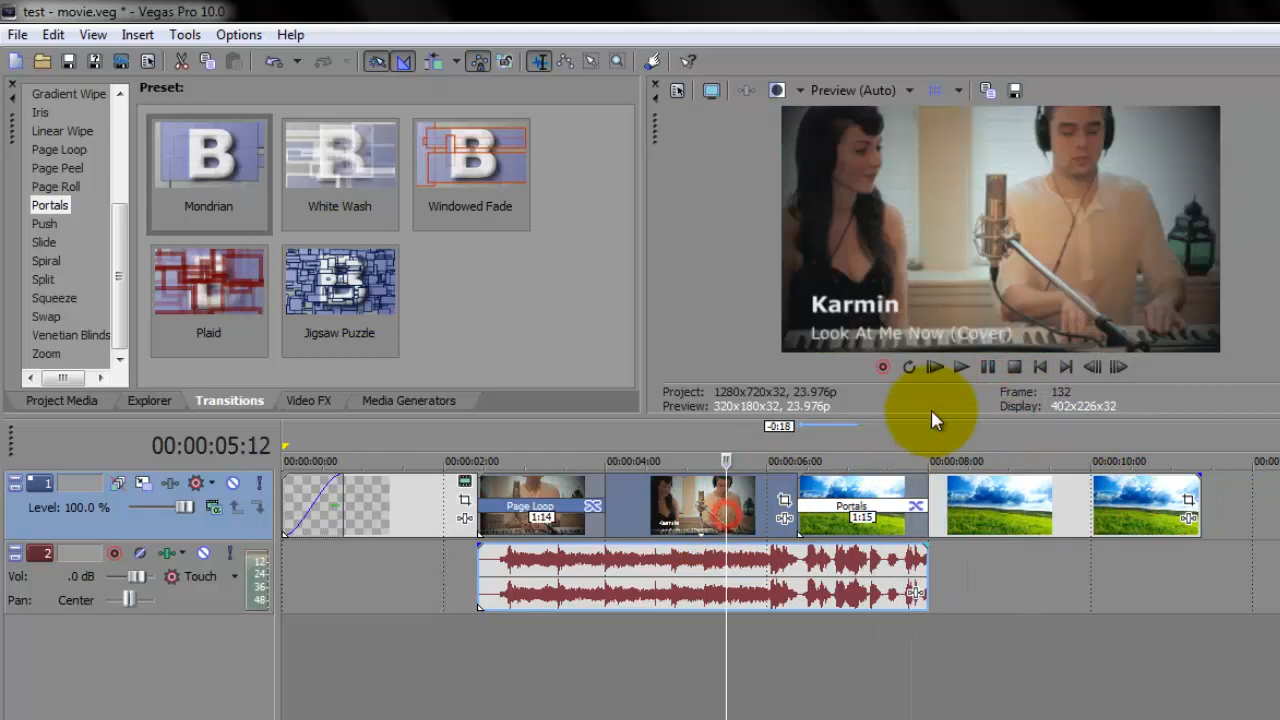 test - movie.veg * - Vegas Pro 10.0
File Edit View Insert Tools Options Help
Gradient Wipe
Iris
Linear Wipe
Page Loop
Page Peel
Page Roll
Portals
Push
Slide
Spiral
Split
Squeeze
Swap
Venetian Blinds
Zoom
Preset:
Mondrian
White Wash
Windowed Fade
Plaid
Jigsaw Puzzle
Project Media Explorer Transitions Video FX Media Generators
Preview (Auto)
Karmin
Look At Me Now (Cover)
Project: 1280x720x32, 23.976p Frame: 132
Preview: 320x180x32, 23.976p Display: 402x226x32
-0:18
00:00:05:12
00:00:00:00 00:00:02:00 00:00:04:00 00:00:06:00 00:00:08:00 00:00:10:00
1
Level: 100.0 %
Page Loop
1:14
Karmin
Portals
1:15
2
Vol: .0 dB Touch
Pan: Center
12
24
36
48